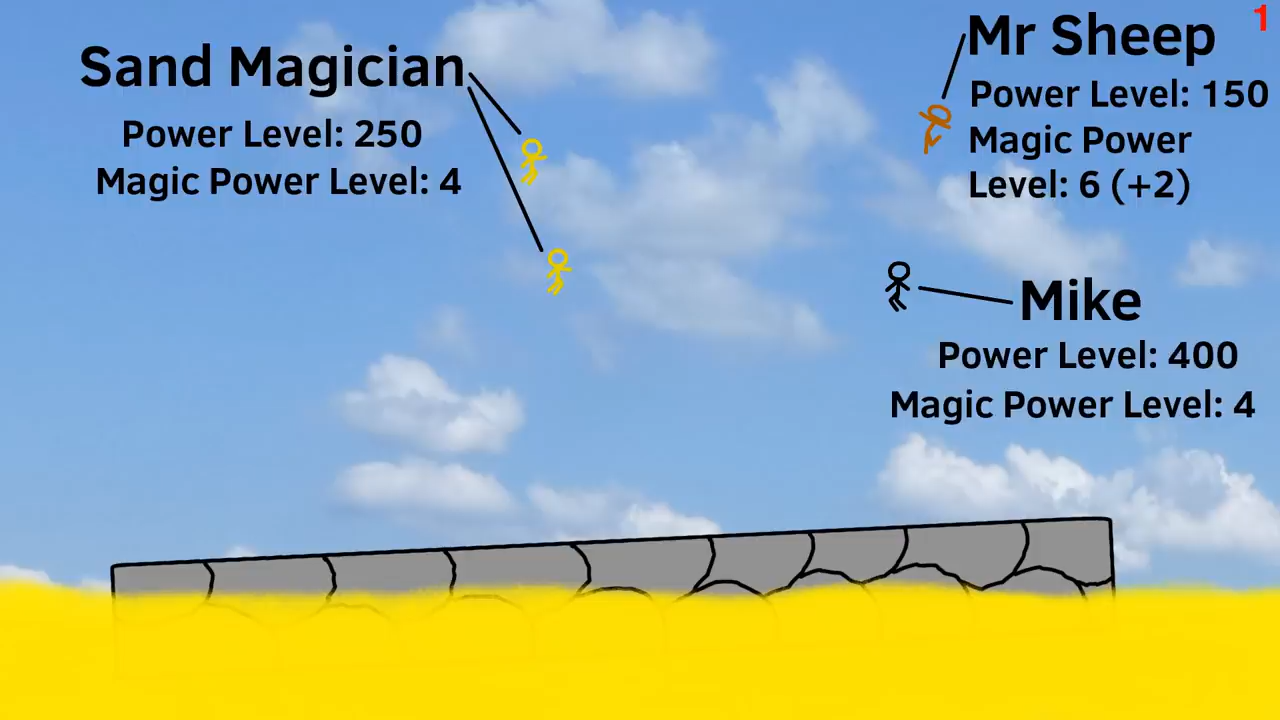 Sand Magician
Power Level: 250
Magic Power Level: 4
Mr Sheep
Power Level: 150
Magic Power
Level: 6 (+2)
Mike
Power Level: 400
Magic Power Level: 4
1